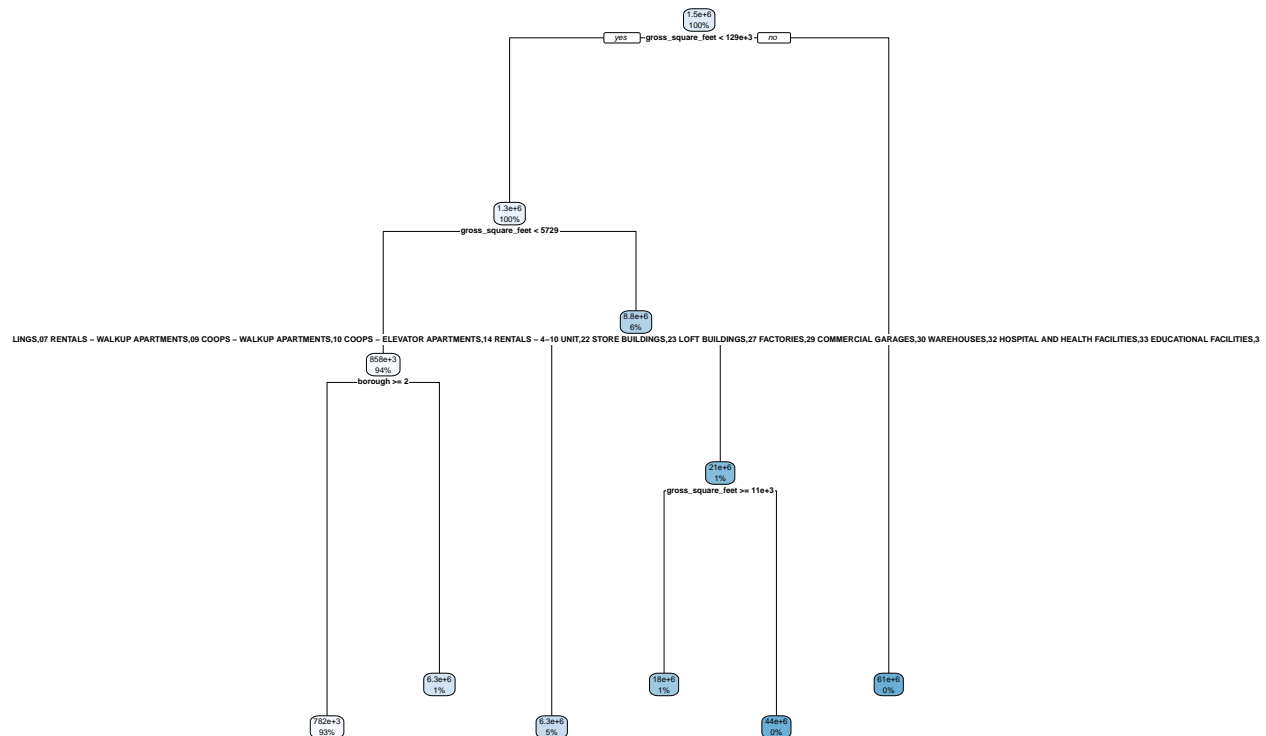 1.5e+6
100%
yes gross_square_feet < 129e+3 no
1.3e+6
100%
gross_square_feet < 5729
8.8e+6
6%
LINGS,07 RENTALS – WALKUP APARTMENTS,09 COOPS – WALKUP APARTMENTS,10 COOPS – ELEVATOR APARTMENTS,14 RENTALS – 4–10 UNIT,22 STORE BUILDINGS,23 LOFT BUILDINGS,27 FACTORIES,29 COMMERCIAL GARAGES,30 WAREHOUSES,32 HOSPITAL AND HEALTH FACILITIES,33 EDUCATIONAL FACILITIES,3
858e+3
94%
borough >= 2
21e+6
1%
gross_square_feet >= 11e+3
6.3e+6
1%
18e+6
1%
61e+6
0%
782e+3
93%
6.3e+6
5%
44e+6
0%